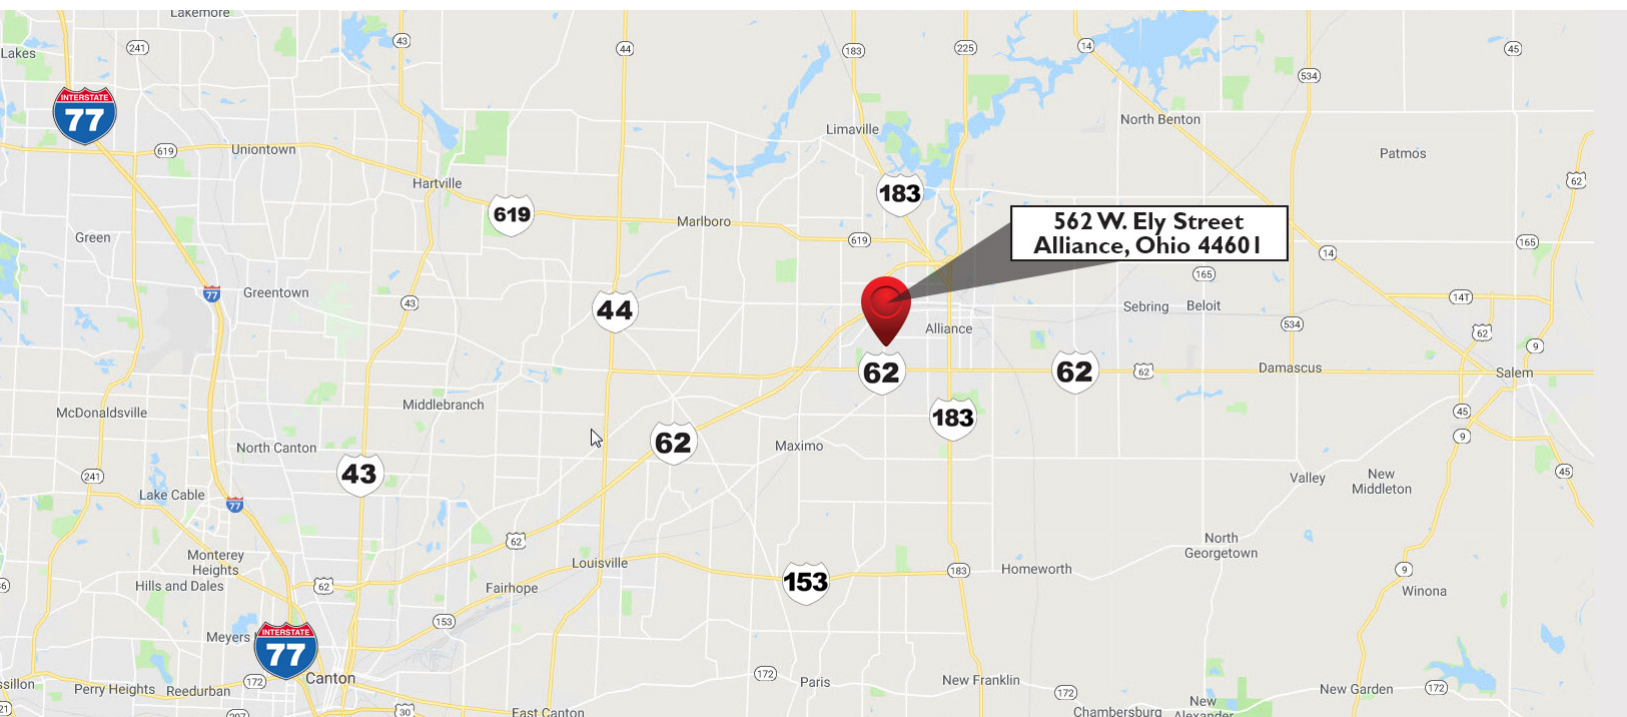 Lakemore
241
43
44
183
225
14
45
Lakes
534
INTERSTATE
77
North Benton
Limaville
619
Uniontown
Patmos
Hartville
62
183
619
562 W. Ely Street
Alliance, Ohio 44601
Marlboro
Green
619
165
14
165
77
Greentown
43
44
Sebring
Beloit
14T
Alliance
534
62
9
62
62
62
Damascus
Salem
McDonaldsville
Middlebranch
183
45
9
North Canton
62
Maximo
43
241
45
Valley
New
Middleton
Lake Cable
77
62
North
Georgetown
Monterey
Heights
Louisville
183
Homeworth
9
Hills and Dales
62
Fairhope
153
Winona
153
Meyers
INTERSTATE
77
172
Canton
172
Paris
New Franklin
172
New Garden
172
sillon
Perry Heights
Reedurban
30
East Canton
Chambersburg
New
Alexander